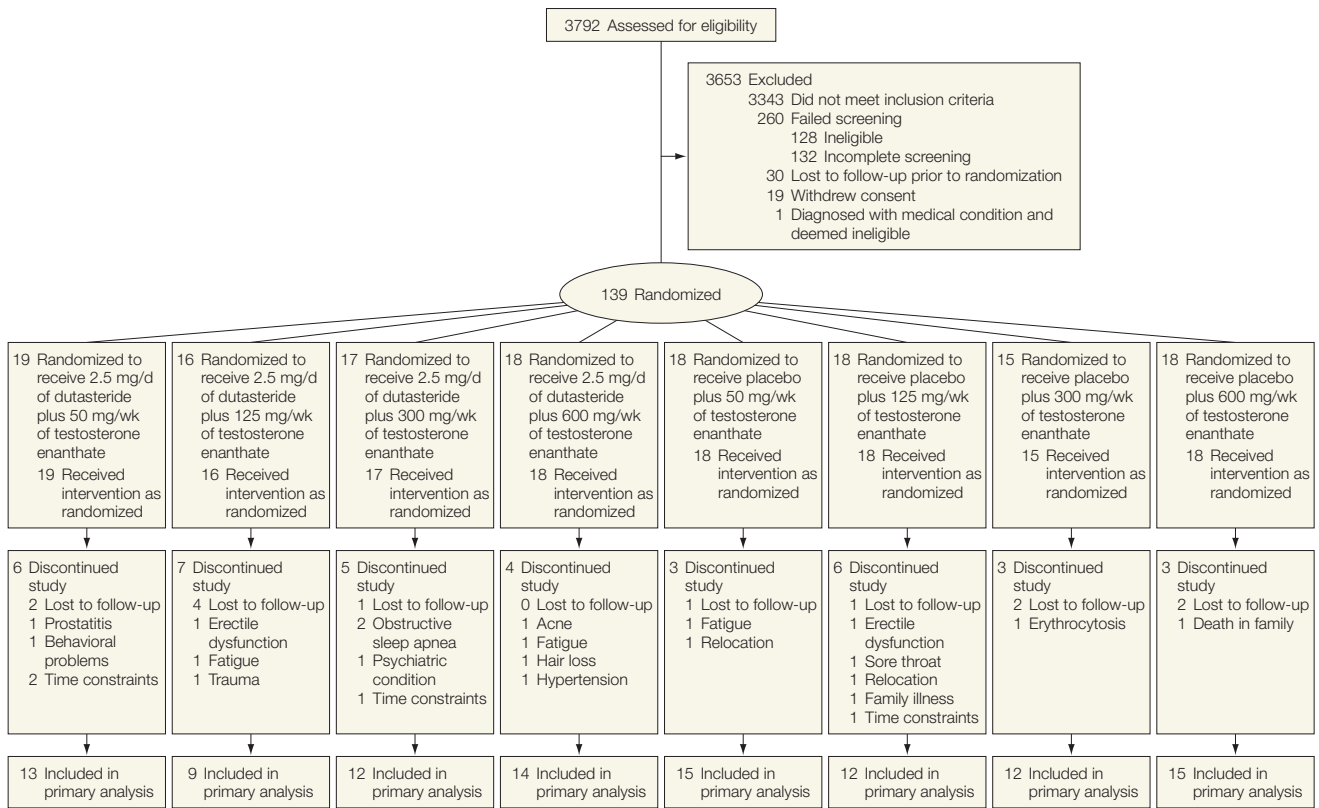 3792 Assessed for eligibility
3653 Excluded
3343 Did not meet inclusion criteria
260 Failed screening
128 Ineligible
132 Incomplete screening
30 Lost to follow-up prior to randomization
19 Withdrew consent
1 Diagnosed with medical condition and
deemed ineligible
139 Randomized
19 Randomized to
receive 2.5 mg/d
of dutasteride
plus 50 mg/wk
of testosterone
enanthate
19 Received
intervention as
randomized
16 Randomized to
receive 2.5 mg/d
of dutasteride
plus 125 mg/wk
of testosterone
enanthate
16 Received
intervention as
randomized
17 Randomized to
receive 2.5 mg/d
of dutasteride
plus 300 mg/wk
of testosterone
enanthate
17 Received
intervention as
randomized
18 Randomized to
receive 2.5 mg/d
of dutasteride
plus 600 mg/wk
of testosterone
enanthate
18 Received
intervention as
randomized
18 Randomized to
receive placebo
plus 50 mg/wk
of testosterone
enanthate
18 Received
intervention as
randomized
18 Randomized to
receive placebo
plus 125 mg/wk
of testosterone
enanthate
18 Received
intervention as
randomized
15 Randomized to
receive placebo
plus 300 mg/wk
of testosterone
enanthate
15 Received
intervention as
randomized
18 Randomized to
receive placebo
plus 600 mg/wk
of testosterone
enanthate
18 Received
intervention as
randomized
6 Discontinued
study
2 Lost to follow-up
1 Prostatitis
1 Behavioral
problems
2 Time constraints
7 Discontinued
study
4 Lost to follow-up
1 Erectile
dysfunction
1 Fatigue
1 Trauma
5 Discontinued
study
1 Lost to follow-up
2 Obstructive
sleep apnea
1 Psychiatric
condition
1 Time constraints
4 Discontinued
study
0 Lost to follow-up
1 Acne
1 Fatigue
1 Hair loss
1 Hypertension
3 Discontinued
study
1 Lost to follow-up
1 Fatigue
1 Relocation
6 Discontinued
study
1 Lost to follow-up
1 Erectile
dysfunction
1 Sore throat
1 Relocation
1 Family illness
1 Time constraints
3 Discontinued
study
2 Lost to follow-up
1 Erythrocytosis
3 Discontinued
study
2 Lost to follow-up
1 Death in family
13 Included in
primary analysis
9 Included in
primary analysis
12 Included in
primary analysis
14 Included in
primary analysis
15 Included in
primary analysis
12 Included in
primary analysis
12 Included in
primary analysis
15 Included in
primary analysis